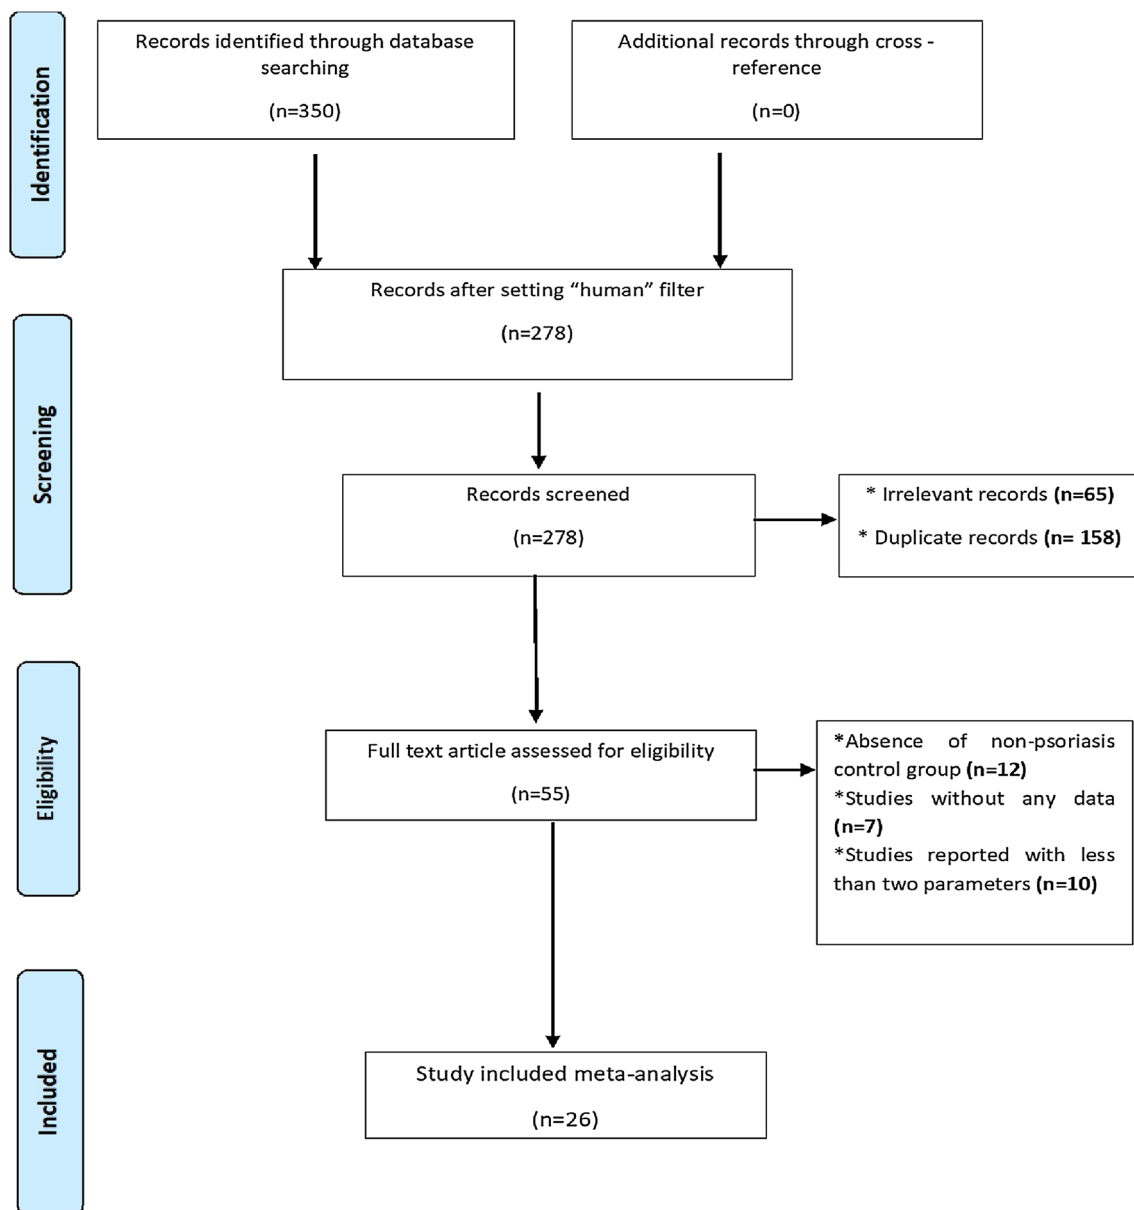 Identification
Records identified through database
searching
(n=350)
Additional records through cross -
reference
(n=0)
Records after setting “human” filter
(n=278)
Screening
Records screened
(n=278)
* Irrelevant records (n=65)
* Duplicate records (n= 158)
Eligibility
Full text article assessed for eligibility
(n=55)
*Absence of non-psoriasis
control group (n=12)
*Studies without any data
(n=7)
*Studies reported with less
than two parameters (n=10)
Included
Study included meta-analysis
(n=26)